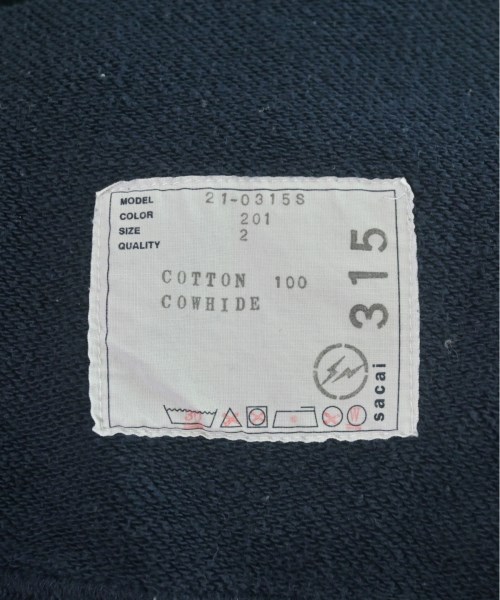 MODEL 21-0315S
COLOR 201
SIZE 2
QUALITY
COTTON 100
COWHIDE
315
sacai